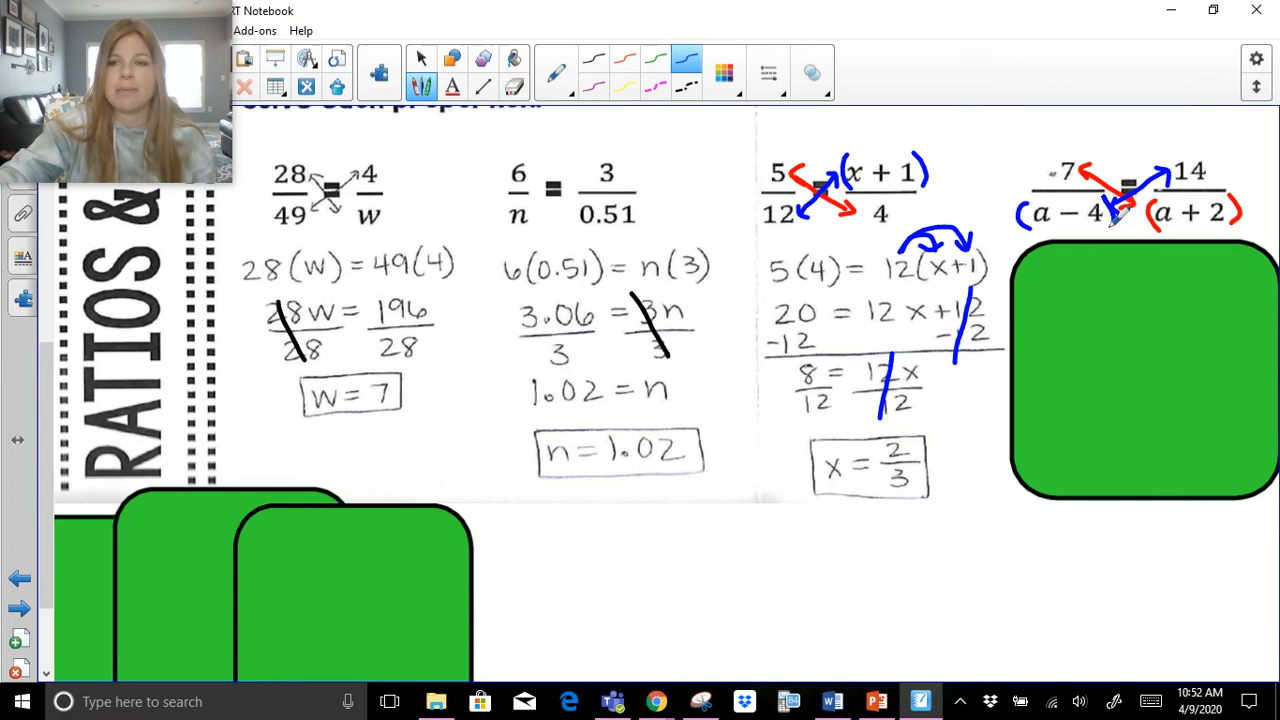 RT Notebook
Add-ons Help
RATIOS &
28/49 = 4/w
28(w) = 49(4)
28w/28 = 196/28
w = 7
6/n = 3/0.51
6(0.51) = n(3)
3.06/3 = 3n/3
1.02 = n
n = 1.02
5/12 = (x + 1)/4
5(4) = 12(x+1)
20 = 12x+12
-12 -12
8/12 = 12x/12
x = 2/3
-7/(a − 4) = 14/(a + 2)
Type here to search
10:52 AM
4/9/2020